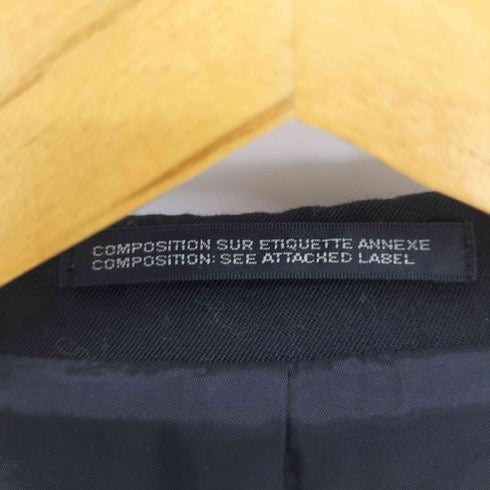 COMPOSITION SUR ETIQUETTE ANNEXE
COMPOSITION: SEE ATTACHED LABEL